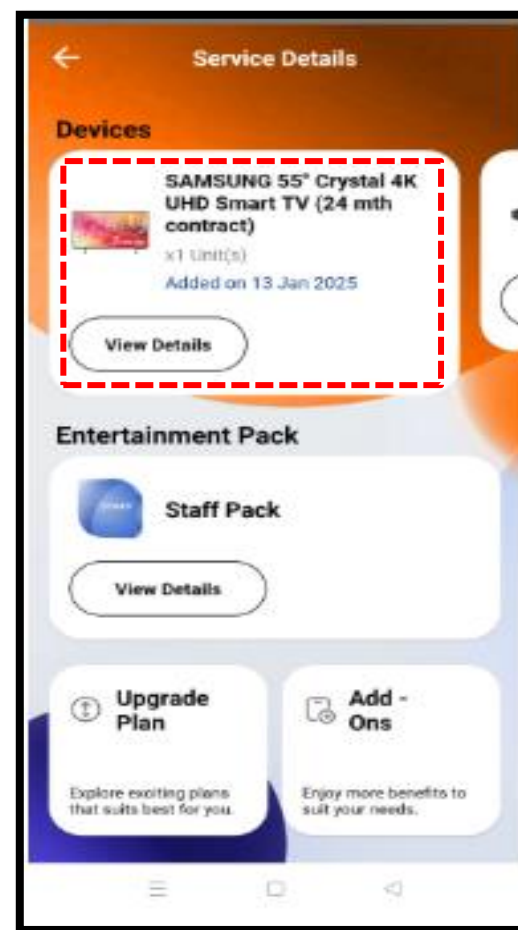 Service Details
Devices
SAMSUNG 55" Crystal 4K
UHD Smart TV (24 mth
contract)
x1 Unit(s)
Added on 13 Jan 2025
View Details
Entertainment Pack
Staff Pack
View Details
Upgrade
Plan
Explore exciting plans
that suits best for you.
Add -
Ons
Enjoy more benefits to
suit your needs.